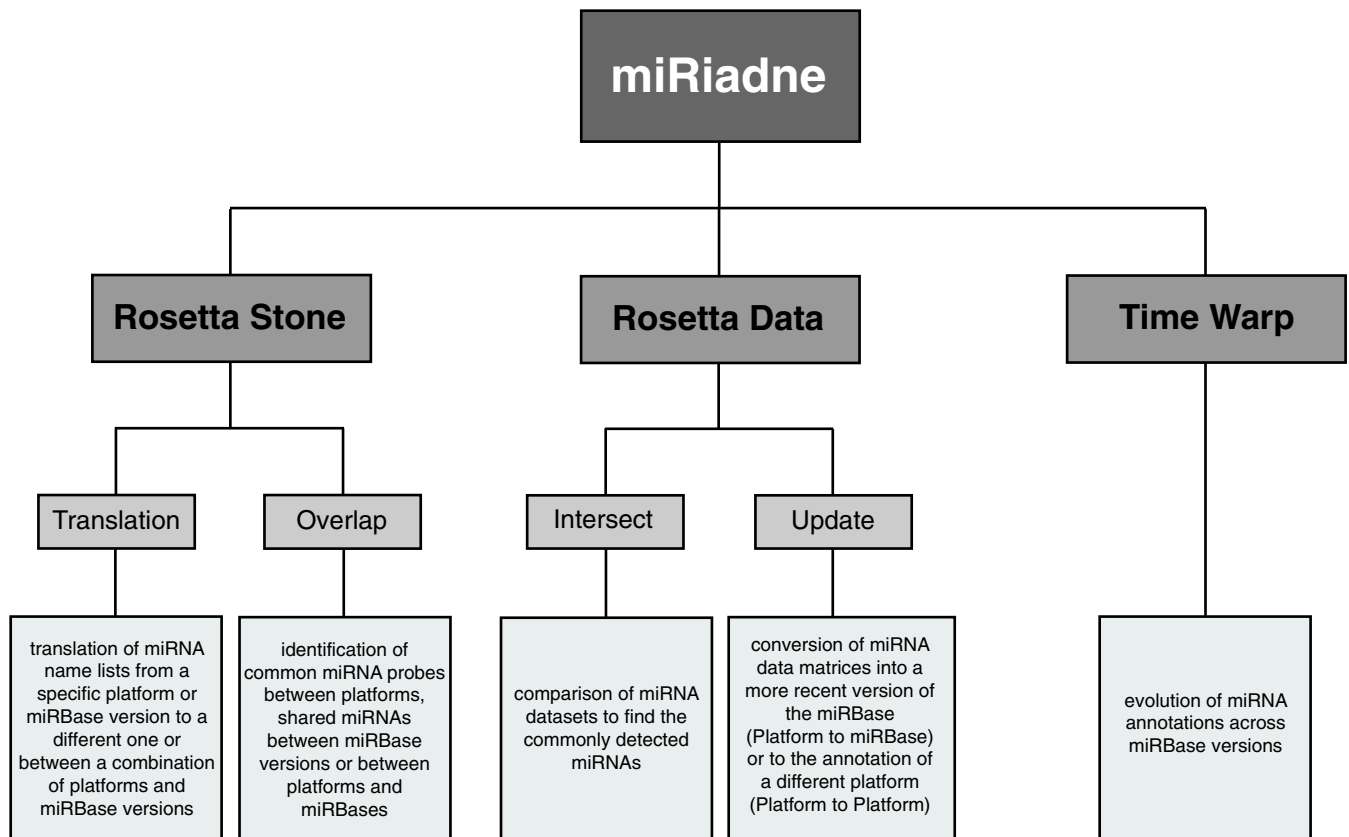 miRiadne
Rosetta Stone
Rosetta Data
Time Warp
Translation
Overlap
Intersect
Update
translation of miRNA
name lists from a
specific platform or
miRBase version to a
different one or
between a combination
of platforms and
miRBase versions
identification of
common miRNA probes
between platforms,
shared miRNAs
between miRBase
versions or between
platforms and
miRBases
comparison of miRNA
datasets to find the
commonly detected
miRNAs
conversion of miRNA
data matrices into a
more recent version of
the miRBase
(Platform to miRBase)
or to the annotation of
a different platform
(Platform to Platform)
evolution of miRNA
annotations across
miRBase versions